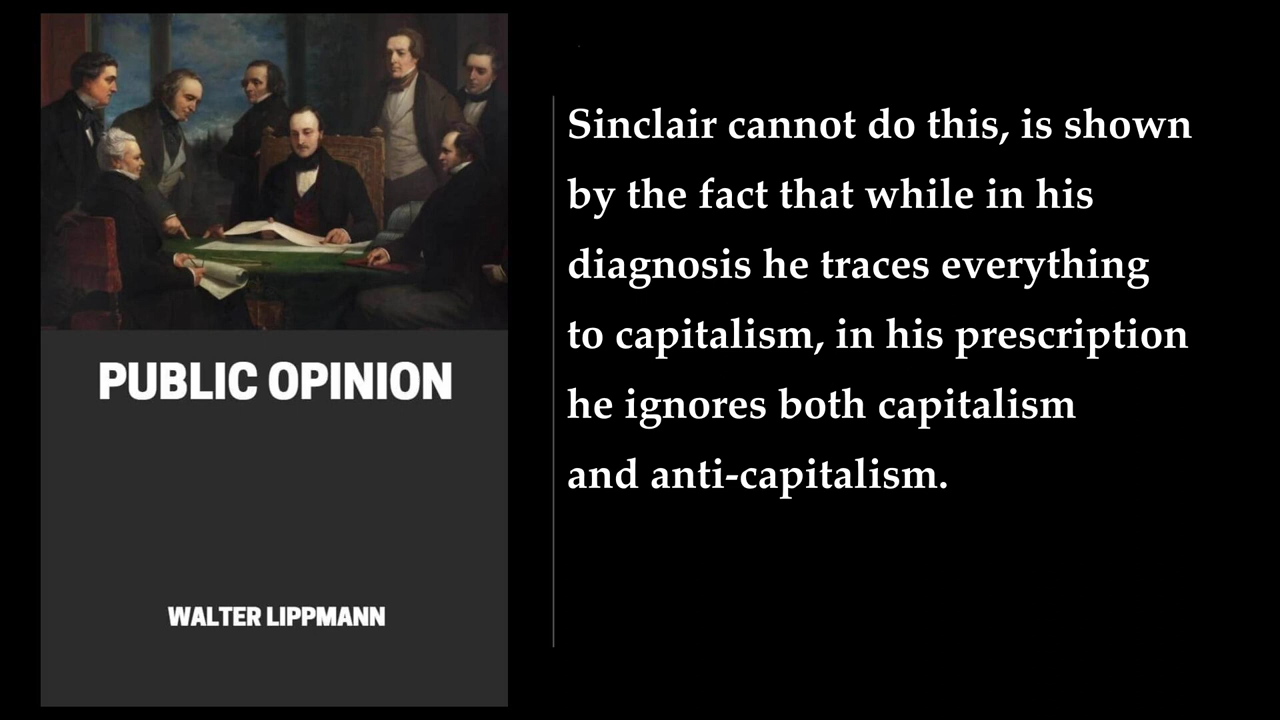 PUBLIC OPINION
WALTER LIPPMANN
Sinclair cannot do this, is shown
by the fact that while in his
diagnosis he traces everything
to capitalism, in his prescription
he ignores both capitalism
and anti-capitalism.